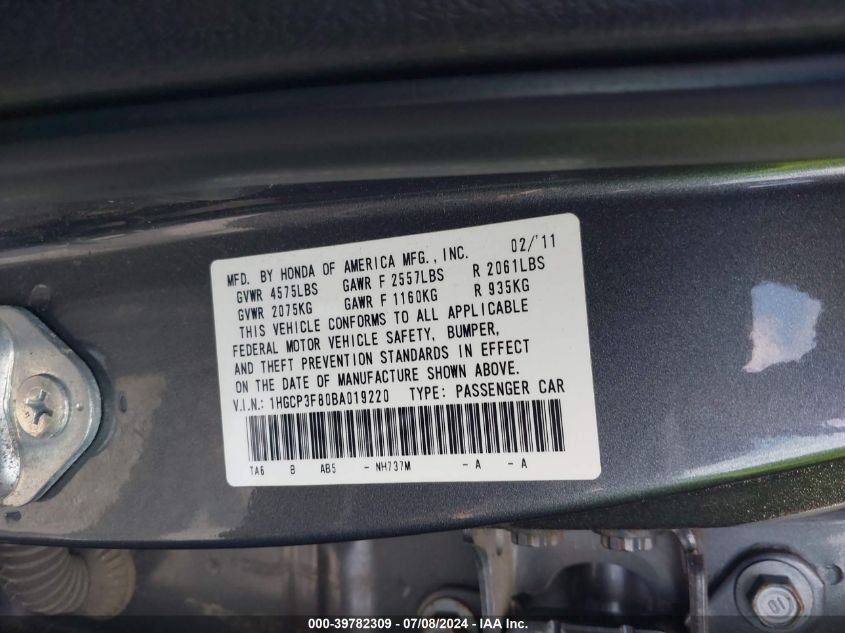 MFD. BY HONDA OF AMERICA MFG., INC. 02/'11
GVWR 4575LBS GAWR F 2557LBS R 2061LBS
GVWR 2075KG GAWR F 1160KG R 935KG
THIS VEHICLE CONFORMS TO ALL APPLICABLE
FEDERAL MOTOR VEHICLE SAFETY, BUMPER,
AND THEFT PREVENTION STANDARDS IN EFFECT
ON THE DATE OF MANUFACTURE SHOWN ABOVE.
V.I.N.: 1HGCP3F80BA019220 TYPE: PASSENGER CAR
TA6 B AB5 - NH737M - A - A
000-39782309 - 07/08/2024 - IAA Inc.